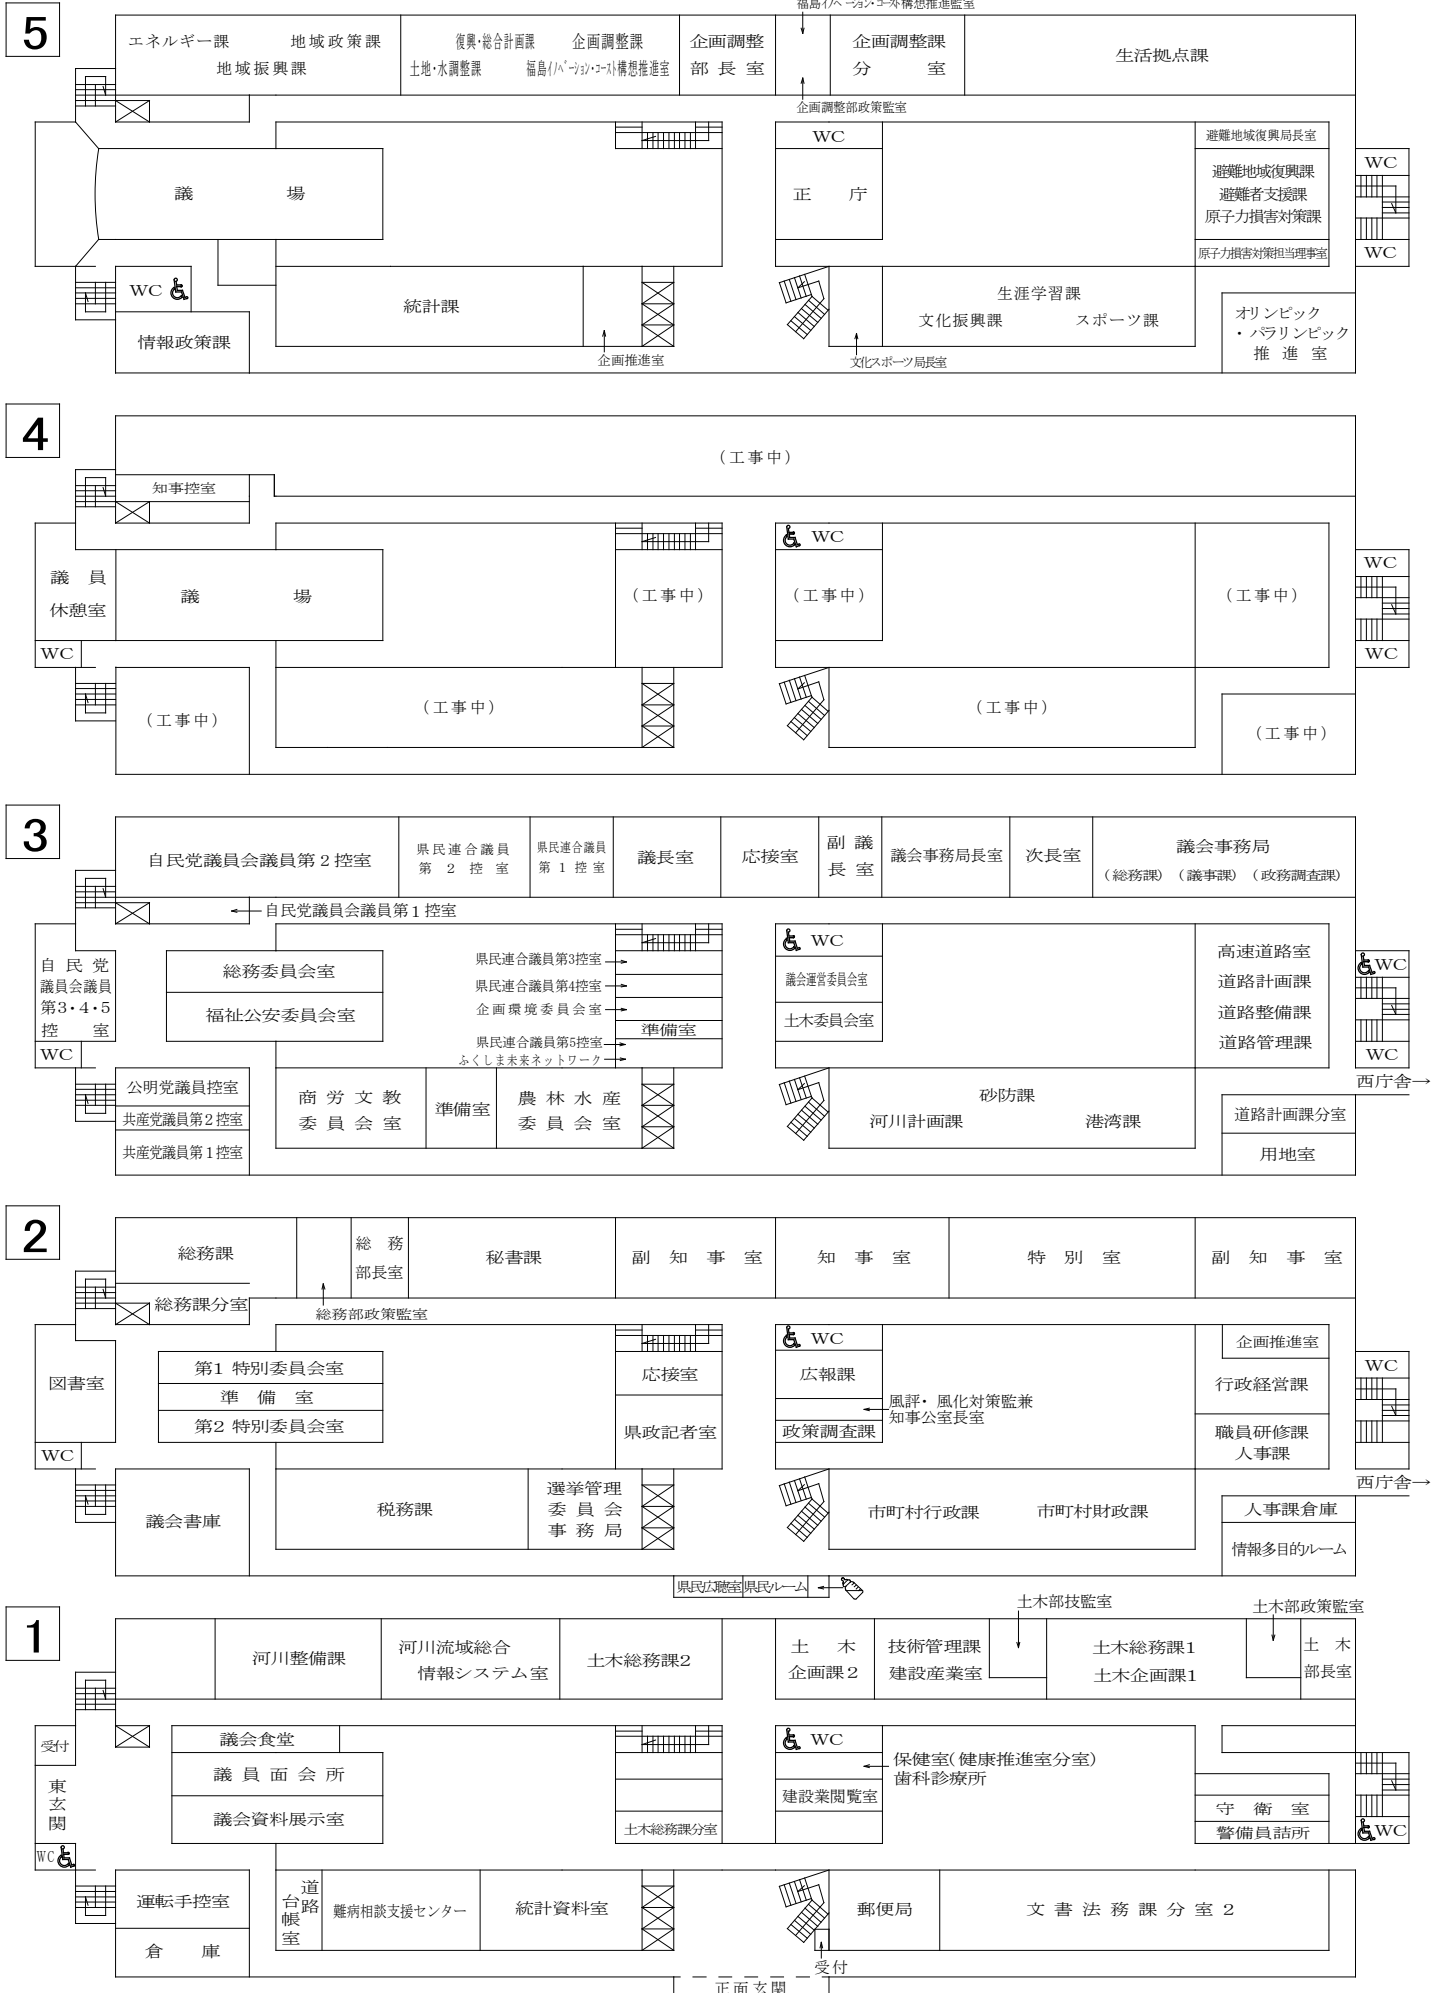 5
福島イノベーション・コースト構想推進監室
エネルギー課 地域政策課
地域振興課
復興・総合計画課 企画調整課
土地・水調整課 福島イノベーション・コースト構想推進室
企画調整
部長室
企画調整課
分 室
生活拠点課
企画調整部政策監室
議 場
WC
正 庁
避難地域復興局長室
避難地域復興課
避難者支援課
原子力損害対策課
原子力損害対策担当理事室
WC
WC
WC
情報政策課
統計課
企画推進室
生涯学習課
文化振興課 スポーツ課
文化スポーツ局長室
オリンピック
・パラリンピック
推 進 室
4
(工事中)
知事控室
議 員
休憩室
議 場
(工事中)
WC
(工事中)
(工事中)
WC
WC
WC
(工事中)
(工事中)
(工事中)
(工事中)
3
自民党議員会議員第2控室
県民連合議員
第 2 控 室
県民連合議員
第 1 控 室
議長室
応接室
副 議
長 室
議会事務局長室
次長室
議会事務局
(総務課) (議事課) (政務調査課)
自民党議員会議員第1控室
自 民 党
議員会議員
第3・4・5
控 室
WC
総務委員会室
福祉公安委員会室
県民連合議員第3控室
県民連合議員第4控室
企画環境委員会室
準備室
県民連合議員第5控室
ふくしま未来ネットワーク
WC
議会運営委員会室
土木委員会室
高速道路室
道路計画課
道路整備課
道路管理課
WC
WC
西庁舎→
公明党議員控室
共産党議員第2控室
共産党議員第1控室
商 労 文 教
委 員 会 室
準備室
農 林 水 産
委 員 会 室
砂防課
河川計画課 港湾課
道路計画課分室
用地室
2
総務課
総務課分室
総 務
部長室
総務部政策監室
秘書課
副 知 事 室
知 事 室
特 別 室
副 知 事 室
図書室
WC
第1 特別委員会室
準 備 室
第2 特別委員会室
応接室
県政記者室
WC
広報課
風評・風化対策監兼
知事公室長室
政策調査課
企画推進室
行政経営課
職員研修課
人事課
WC
西庁舎→
議会書庫
税務課
選挙管理
委 員 会
事 務 局
市町村行政課 市町村財政課
人事課倉庫
情報多目的ルーム
県民広聴室 県民ルーム
1
河川整備課
河川流域総合
情報システム室
土木総務課2
土 木
企画課2
技術管理課
建設産業室
土木部技監室
土木総務課1
土木企画課1
土木部政策監室
土 木
部長室
受付
東玄関
WC
議会食堂
議 員 面 会 所
議会資料展示室
土木総務課分室
WC
保健室(健康推進室分室)
歯科診療所
建設業閲覧室
守 衛 室
警備員詰所
WC
運転手控室
倉 庫
道路
台帳室
難病相談支援センター
統計資料室
受付
郵便局
文 書 法 務 課 分 室 2
正面玄関